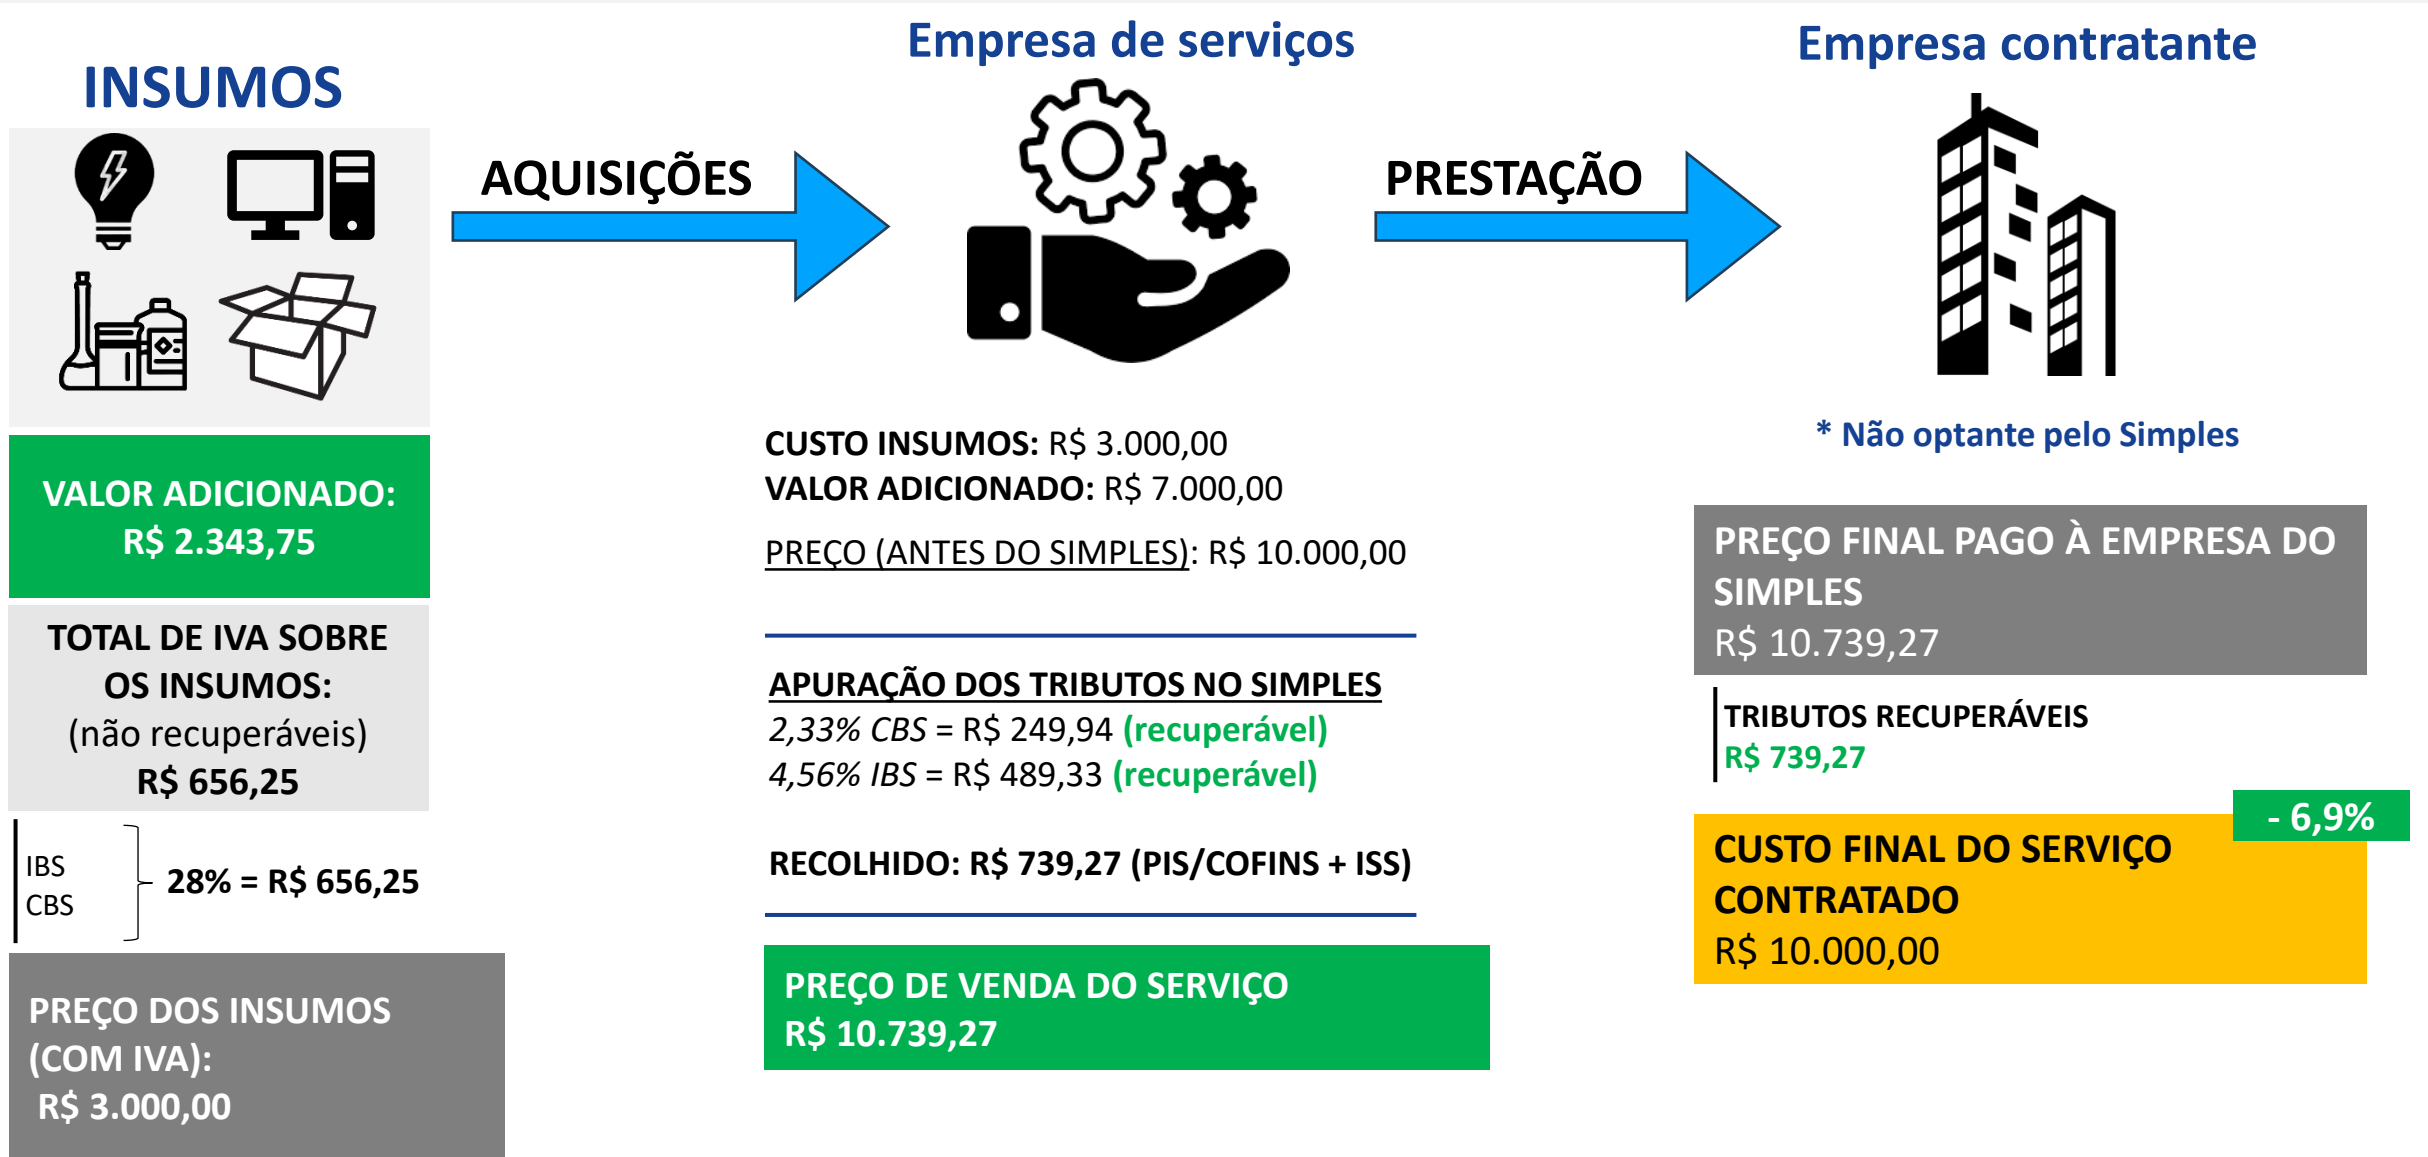 INSUMOS
VALOR ADICIONADO:
R$ 2.343,75
TOTAL DE IVA SOBRE
OS INSUMOS:
(não recuperáveis)
R$ 656,25
IBS
CBS
28% = R$ 656,25
PREÇO DOS INSUMOS
(COM IVA):
R$ 3.000,00
AQUISIÇÕES
Empresa de serviços
CUSTO INSUMOS: R$ 3.000,00
VALOR ADICIONADO: R$ 7.000,00
PREÇO (ANTES DO SIMPLES): R$ 10.000,00
APURAÇÃO DOS TRIBUTOS NO SIMPLES
2,33% CBS = R$ 249,94 (recuperável)
4,56% IBS = R$ 489,33 (recuperável)
RECOLHIDO: R$ 739,27 (PIS/COFINS + ISS)
PREÇO DE VENDA DO SERVIÇO
R$ 10.739,27
PRESTAÇÃO
Empresa contratante
* Não optante pelo Simples
PREÇO FINAL PAGO À EMPRESA DO
SIMPLES
R$ 10.739,27
TRIBUTOS RECUPERÁVEIS
R$ 739,27
- 6,9%
CUSTO FINAL DO SERVIÇO
CONTRATADO
R$ 10.000,00